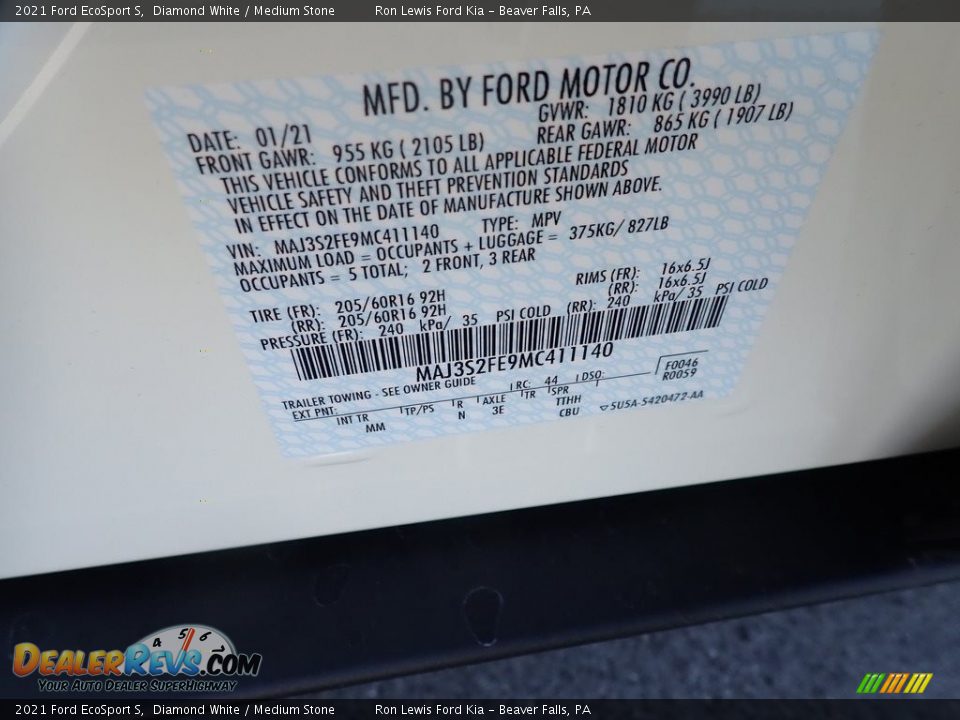 2021 Ford EcoSport S, Diamond White / Medium Stone Ron Lewis Ford Kia – Beaver Falls, PA
MFD. BY FORD MOTOR CO.
DATE: 01/21 GVWR: 1810 KG ( 3990 LB)
FRONT GAWR: 955 KG ( 2105 LB) REAR GAWR: 865 KG ( 1907 LB)
THIS VEHICLE CONFORMS TO ALL APPLICABLE FEDERAL MOTOR
VEHICLE SAFETY AND THEFT PREVENTION STANDARDS
IN EFFECT ON THE DATE OF MANUFACTURE SHOWN ABOVE.
VIN: MAJ3S2FE9MC411140 TYPE: MPV
MAXIMUM LOAD = OCCUPANTS + LUGGAGE = 375KG/ 827LB
OCCUPANTS = 5 TOTAL; 2 FRONT, 3 REAR
TIRE (FR): 205/60R16 92H RIMS (FR): 16x6.5J
(RR): 205/60R16 92H (RR): 16x6.5J
PRESSURE (FR): 240 kPa/ 35 PSI COLD (RR): 240 kPa/ 35 PSI COLD
MAJ3S2FE9MC411140
TRAILER TOWING - SEE OWNER GUIDE F0046
EXT PNT: RC: 44 DSO: R0059
INT TR TP/PS R AXLE TR SPR
MM N 3E TTHH
CBU 5U5A-5420472-AA
4 5 6
DealerRevs.com
Your Auto Dealer SuperHighway
2021 Ford EcoSport S, Diamond White / Medium Stone Ron Lewis Ford Kia – Beaver Falls, PA